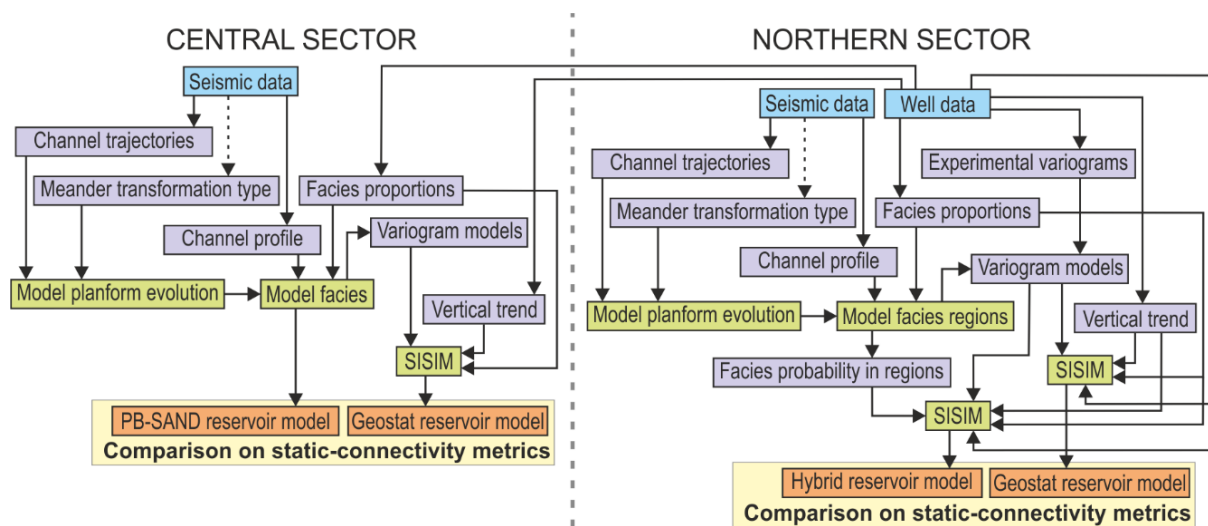 CENTRAL SECTOR
Seismic data
Channel trajectories
Meander transformation type
Facies proportions
Channel profile
Variogram models
Model planform evolution
Model facies
Vertical trend
SISIM
PB-SAND reservoir model
Geostat reservoir model
Comparison on static-connectivity metrics
NORTHERN SECTOR
Seismic data
Well data
Channel trajectories
Experimental variograms
Meander transformation type
Facies proportions
Channel profile
Variogram models
Model planform evolution
Model facies regions
Vertical trend
Facies probability in regions
SISIM
SISIM
Hybrid reservoir model
Geostat reservoir model
Comparison on static-connectivity metrics